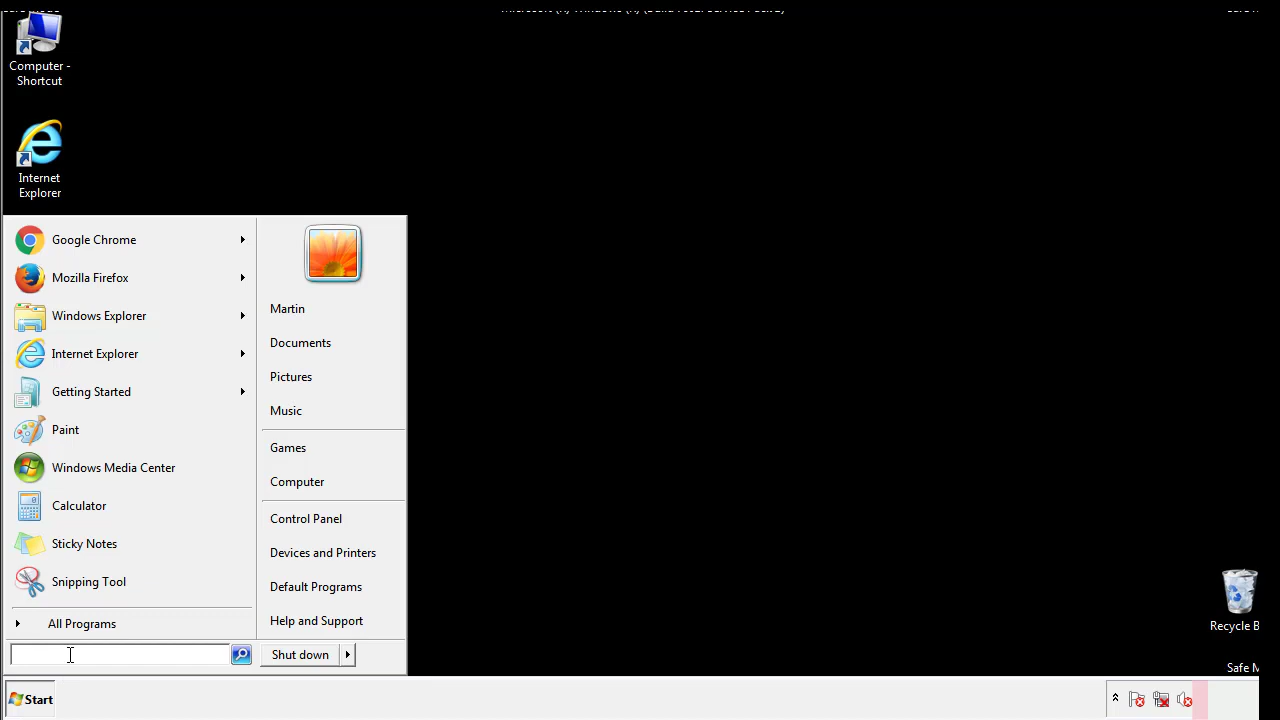 Computer -
Shortcut
Internet
Explorer
Google Chrome
Mozilla Firefox
Windows Explorer
Internet Explorer
Getting Started
Paint
Windows Media Center
Calculator
Sticky Notes
Snipping Tool
All Programs
Martin
Documents
Pictures
Music
Games
Computer
Control Panel
Devices and Printers
Default Programs
Help and Support
Shut down
Recycle B
Safe M
Start